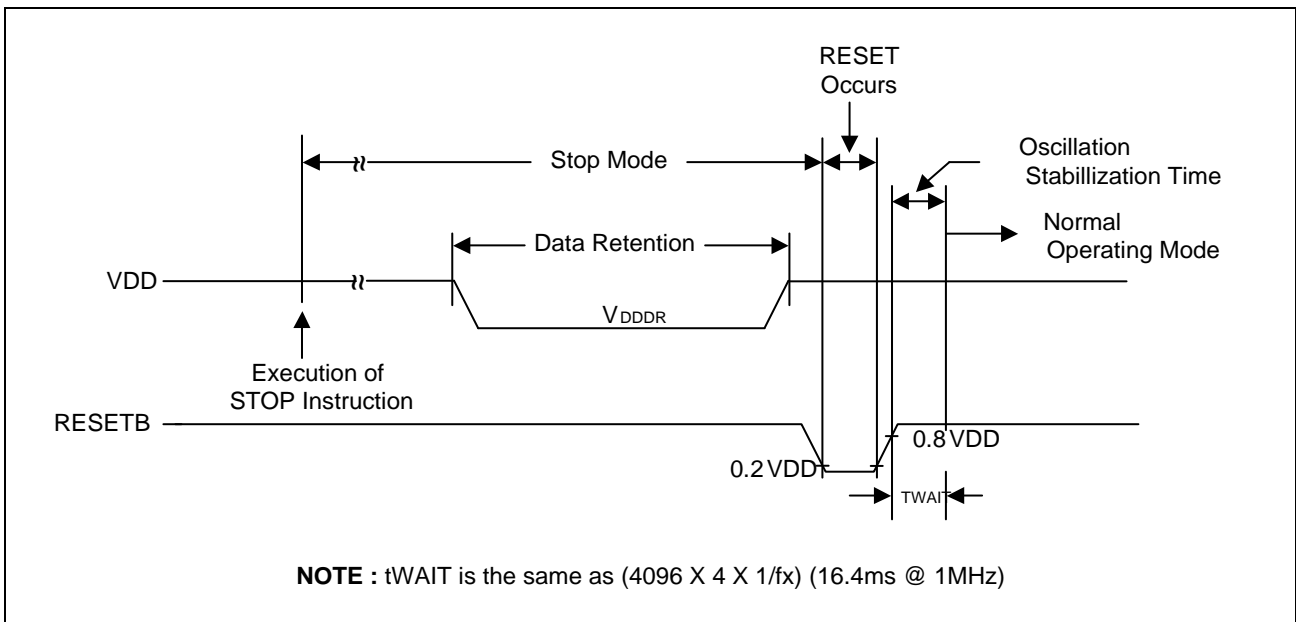 RESET
Occurs
Stop Mode
Oscillation
Stabillization Time
Normal
Operating Mode
Data Retention
VDD
VDDDR
Execution of
STOP Instruction
RESETB
0.8 VDD
0.2 VDD
TWAIT
NOTE : tWAIT is the same as (4096 X 4 X 1/fx) (16.4ms @ 1MHz)